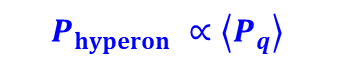 P_hyperon ∝ ⟨P_q⟩